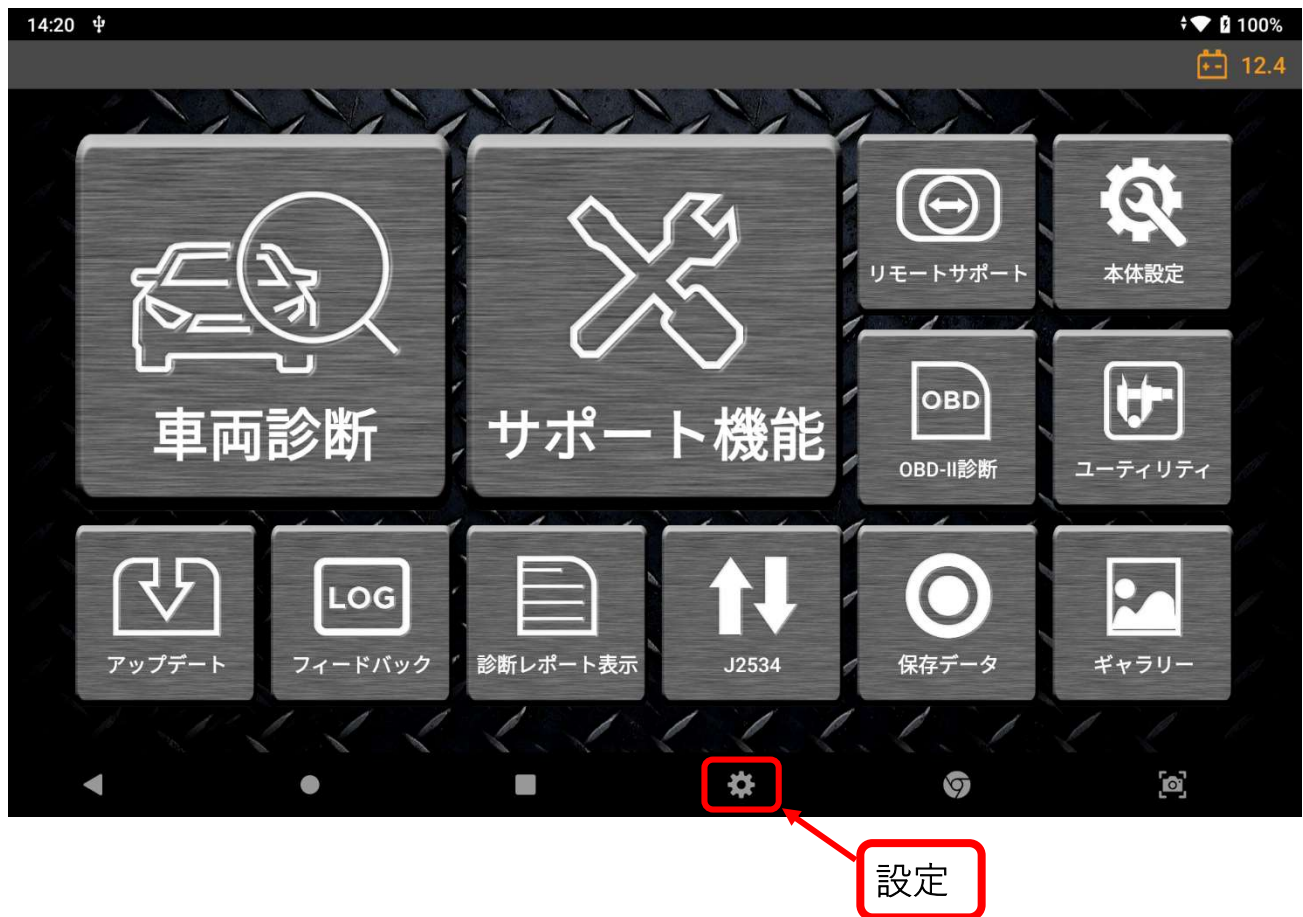 14:20
100%
12.4
車両診断
サポート機能
リモートサポート
本体設定
OBD
OBD-II診断
ユーティリティ
アップデート
LOG
フィードバック
診断レポート表示
J2534
保存データ
ギャラリー
設定